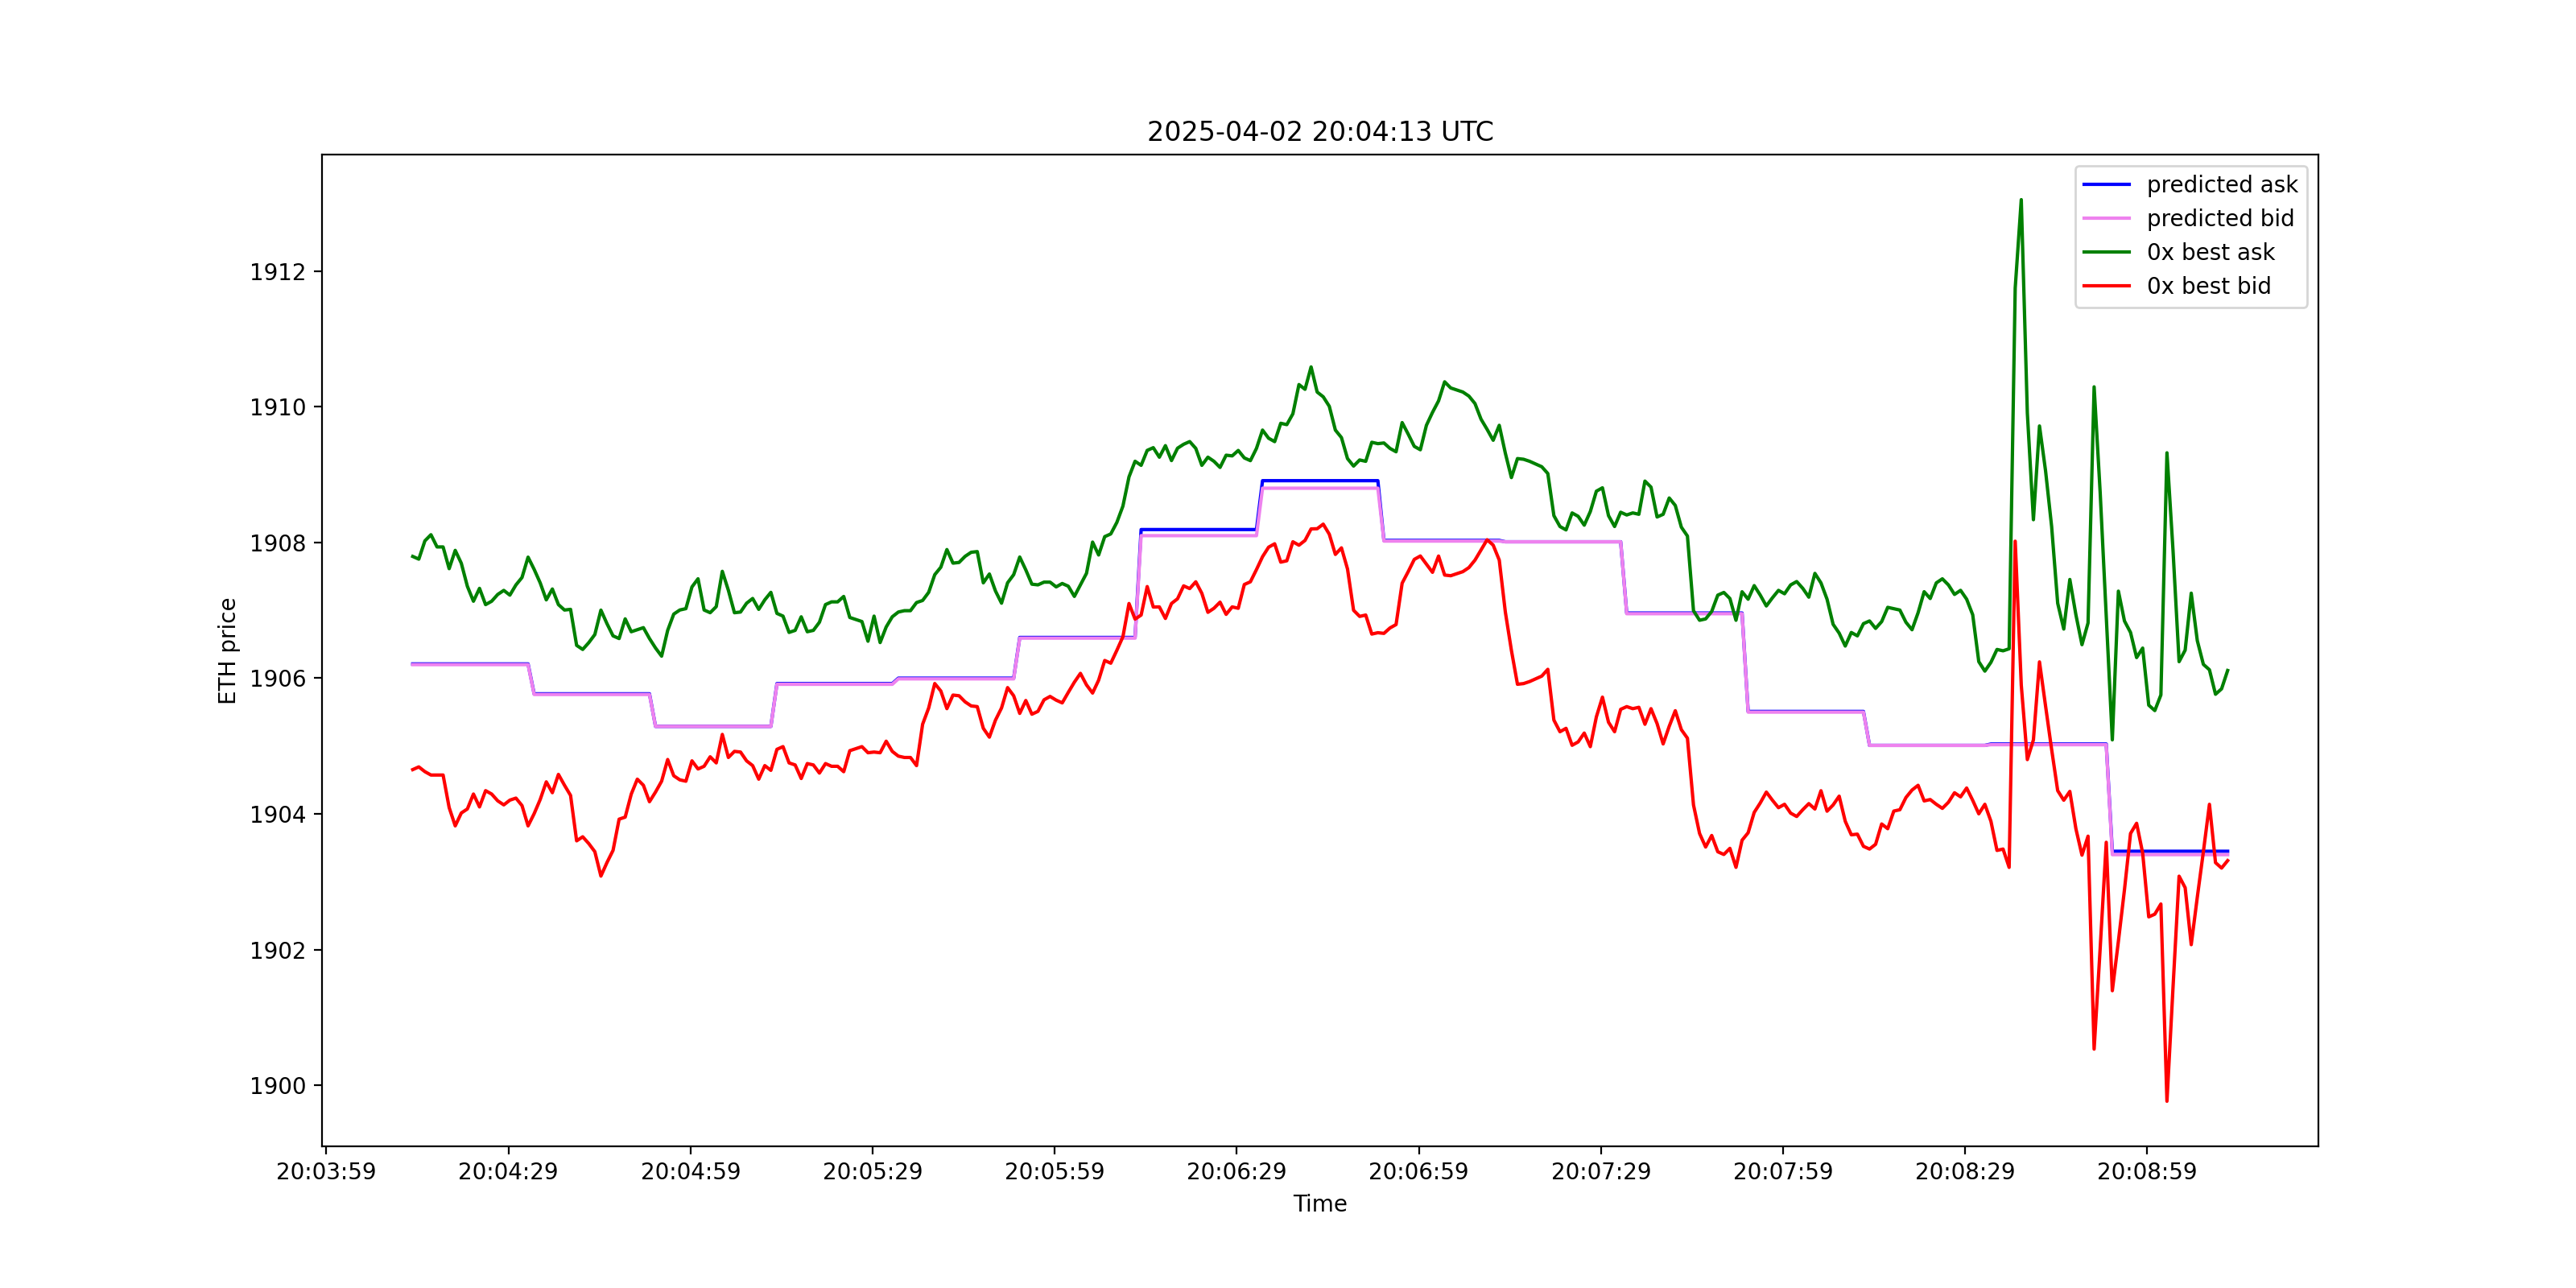 2025-04-02 20:04:13 UTC
predicted ask
predicted bid
0x best ask
0x best bid
ETH price
1912
1910
1908
1906
1904
1902
1900
20:03:59 20:04:29 20:04:59 20:05:29 20:05:59 20:06:29 20:06:59 20:07:29 20:07:59 20:08:29 20:08:59
Time